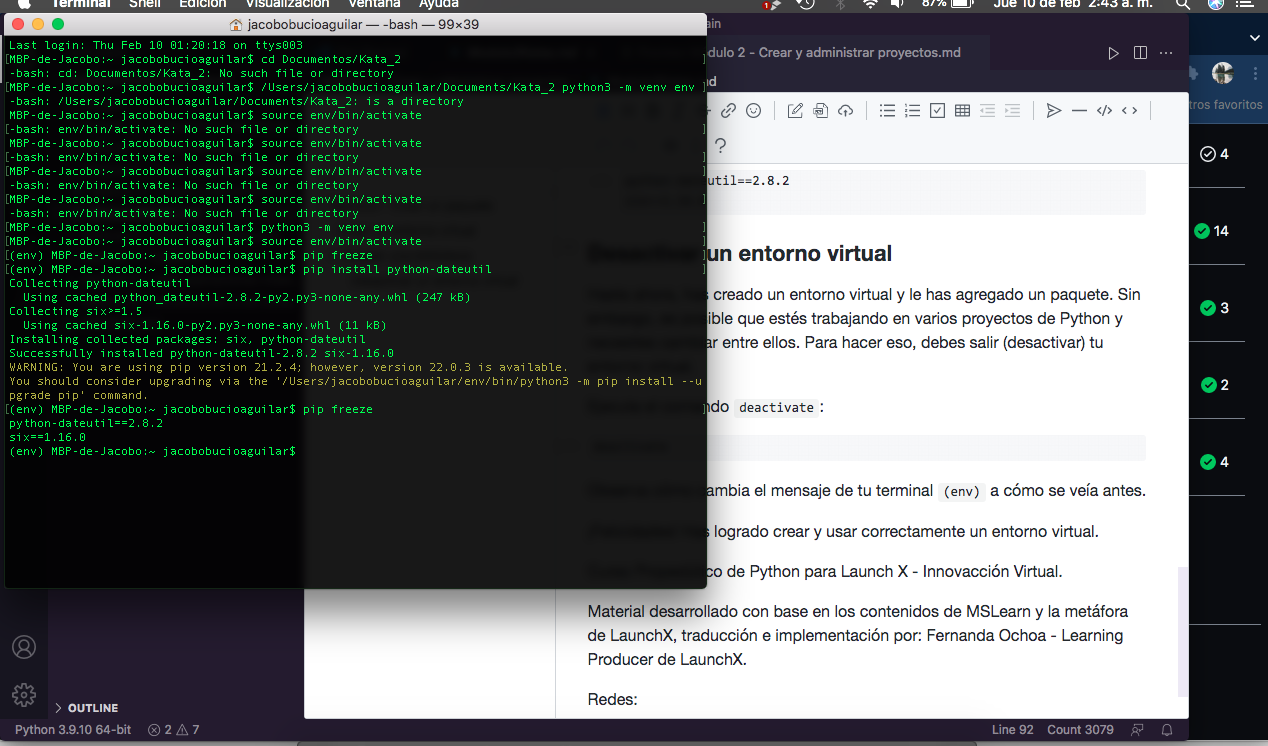 Terminal Shell Edición Visualización Ventana Ayuda
1
87%
Jue 10 de feb 2:43 a. m.
jacobobucioaguilar — -bash — 99×39
Last login: Thu Feb 10 01:20:18 on ttys003
[MBP-de-Jacobo:~ jacobobucioaguilar$ cd Documentos/Kata_2 ]
-bash: cd: Documentos/Kata_2: No such file or directory
[MBP-de-Jacobo:~ jacobobucioaguilar$ /Users/jacobobucioaguilar/Documents/Kata_2 python3 -m venv env ]
-bash: /Users/jacobobucioaguilar/Documents/Kata_2: is a directory
MBP-de-Jacobo:~ jacobobucioaguilar$ source env/bin/activate
[-bash: env/bin/activate: No such file or directory ]
MBP-de-Jacobo:~ jacobobucioaguilar$ source env/bin/activate
[-bash: env/bin/activate: No such file or directory ]
[MBP-de-Jacobo:~ jacobobucioaguilar$ source env/bin/activate ]
-bash: env/bin/activate: No such file or directory
[MBP-de-Jacobo:~ jacobobucioaguilar$ source env/bin/activate ]
-bash: env/bin/activate: No such file or directory
[MBP-de-Jacobo:~ jacobobucioaguilar$ python3 -m venv env ]
[MBP-de-Jacobo:~ jacobobucioaguilar$ source env/bin/activate ]
[(env) MBP-de-Jacobo:~ jacobobucioaguilar$ pip freeze ]
[(env) MBP-de-Jacobo:~ jacobobucioaguilar$ pip install python-dateutil ]
Collecting python-dateutil
Using cached python_dateutil-2.8.2-py2.py3-none-any.whl (247 kB)
Collecting six>=1.5
Using cached six-1.16.0-py2.py3-none-any.whl (11 kB)
Installing collected packages: six, python-dateutil
Successfully installed python-dateutil-2.8.2 six-1.16.0
WARNING: You are using pip version 21.2.4; however, version 22.0.3 is available.
You should consider upgrading via the '/Users/jacobobucioaguilar/env/bin/python3 -m pip install --u
pgrade pip' command.
[(env) MBP-de-Jacobo:~ jacobobucioaguilar$ pip freeze ]
python-dateutil==2.8.2
six==1.16.0
(env) MBP-de-Jacobo:~ jacobobucioaguilar$
ain
dulo 2 - Crear y administrar proyectos.md
d
util==2.8.2
Desactivar un entorno virtual
creado un entorno virtual y le has agregado un paquete. Sin
que estés trabajando en varios proyectos de Python y
entre ellos. Para hacer eso, debes salir (desactivar) tu
deactivate :
cambia el mensaje de tu terminal (env) a cómo se veía antes.
logrado crear y usar correctamente un entorno virtual.
de Python para Launch X - Innovacción Virtual.
Material desarrollado con base en los contenidos de MSLearn y la metáfora
de LaunchX, traducción e implementación por: Fernanda Ochoa - Learning
Producer de LaunchX.
Redes:
tros favoritos
4
14
3
2
4
OUTLINE
Python 3.9.10 64-bit 2 7
Line 92 Count 3079